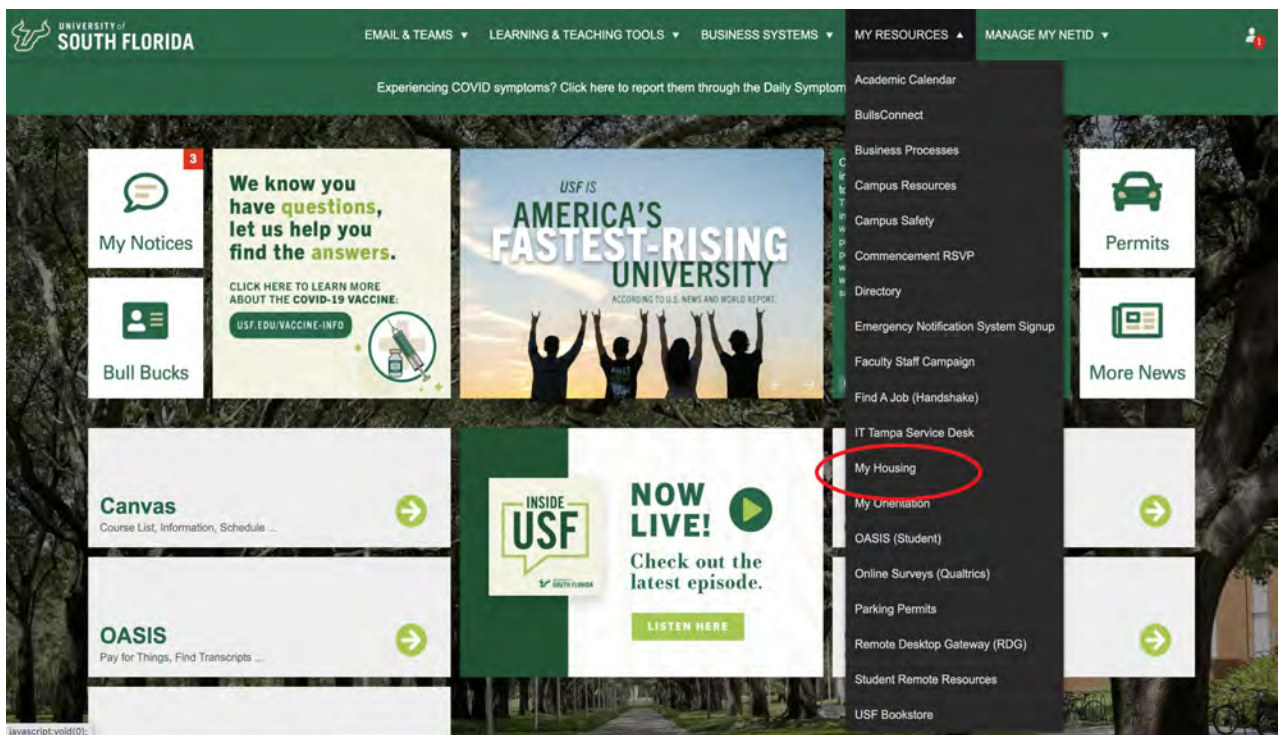 UNIVERSITY of
SOUTH FLORIDA
EMAIL & TEAMS ▼ LEARNING & TEACHING TOOLS ▼ BUSINESS SYSTEMS ▼ MY RESOURCES ▲ MANAGE MY NETID ▼
1
Experiencing COVID symptoms? Click here to report them through the Daily Symptom
Academic Calendar
BullsConnect
Business Processes
Campus Resources
Campus Safety
Commencement RSVP
Directory
Emergency Notification System Signup
Faculty Staff Campaign
Find A Job (Handshake)
IT Tampa Service Desk
My Housing
My Orientation
OASIS (Student)
Online Surveys (Qualtrics)
Parking Permits
Remote Desktop Gateway (RDG)
Student Remote Resources
USF Bookstore
3
My Notices
Bull Bucks
We know you
have questions,
let us help you
find the answers.
CLICK HERE TO LEARN MORE
ABOUT THE COVID-19 VACCINE:
USF.EDU/VACCINE-INFO
USF IS
AMERICA'S
FASTEST-RISING
UNIVERSITY
ACCORDING TO U.S. NEWS AND WORLD REPORT.
Permits
More News
Canvas
Course List, Information, Schedule ...
OASIS
Pay for Things, Find Transcripts ...
INSIDE
USF
SOUTH FLORIDA
NOW
LIVE!
Check out the
latest episode.
LISTEN HERE
javascript:void(0);